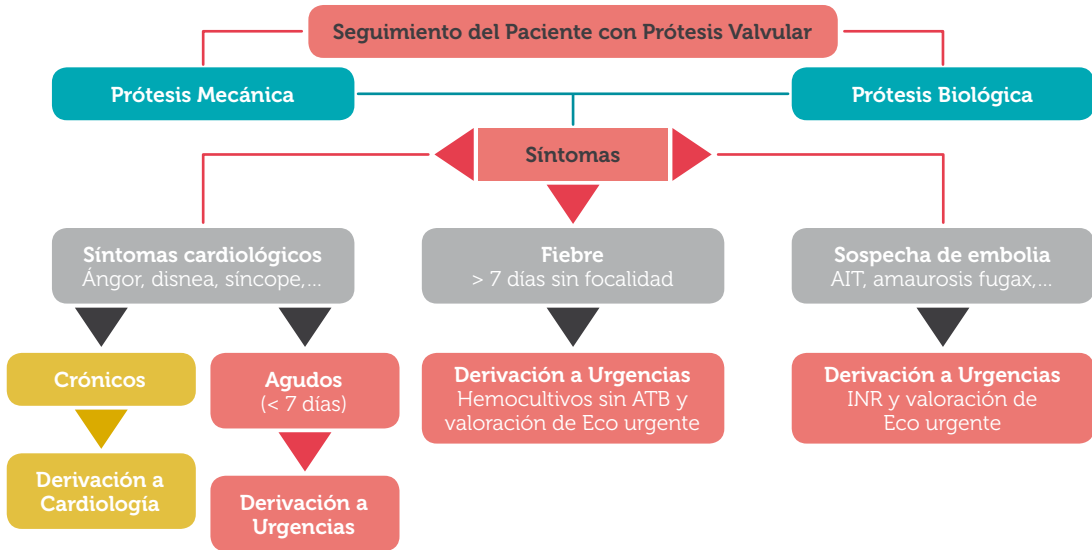 Seguimiento del Paciente con Prótesis Valvular
Prótesis Mecánica
Prótesis Biológica
Síntomas
Síntomas cardiológicos
Ángor, disnea, síncope,...
Fiebre
> 7 días sin focalidad
Sospecha de embolia
AIT, amaurosis fugax,...
Crónicos
Agudos
(< 7 días)
Derivación a Urgencias
Hemocultivos sin ATB y
valoración de Eco urgente
Derivación a Urgencias
INR y valoración de
Eco urgente
Derivación a
Cardiología
Derivación a
Urgencias